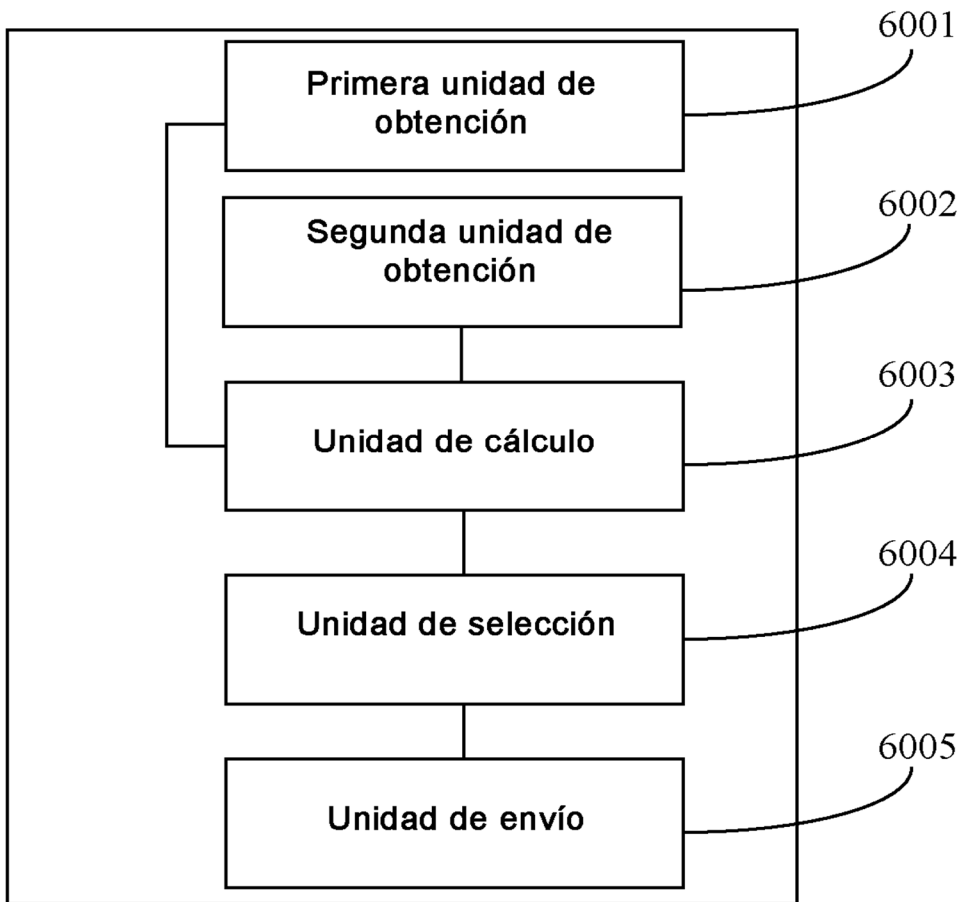 6001
Primera unidad de
obtención
6002
Segunda unidad de
obtención
6003
Unidad de cálculo
6004
Unidad de selección
6005
Unidad de envío